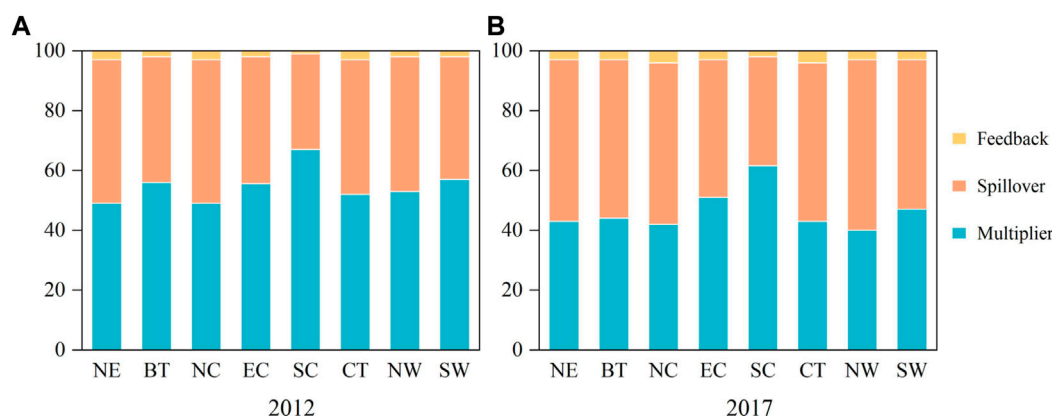 A
100
80
60
40
20
0
NE BT NC EC SC CT NW SW
2012
B
100
80
60
40
20
0
NE BT NC EC SC CT NW SW
2017
Feedback
Spillover
Multiplier